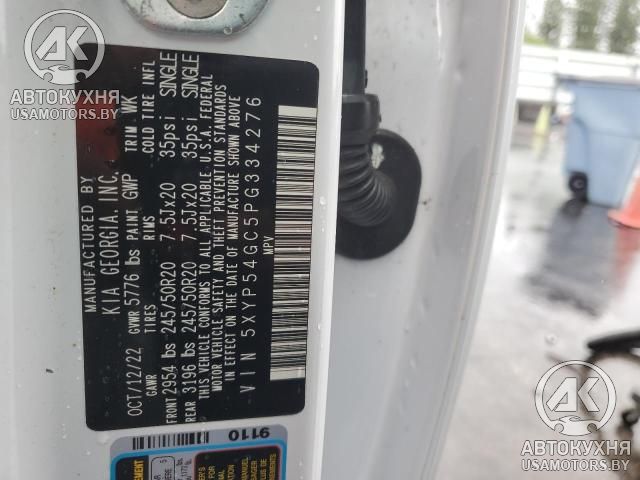 MANUFACTURED BY
KIA GEORGIA, INC.
OCT/12/22 GVWR 5776 lbs PAINT GWP TRIM WK
GAWR TIRES RIMS COLD TIRE INFL
FRONT 2954 lbs 245/50R20 7.5Jx20 35psi SINGLE
REAR 3196 lbs 245/50R20 7.5Jx20 35psi SINGLE
THIS VEHICLE CONFORMS TO ALL APPLICABLE U.S.A. FEDERAL
MOTOR VEHICLE SAFETY AND THEFT PREVENTION STANDARDS
IN EFFECT ON THE DATE OF MANUFACTURE SHOWN ABOVE
VIN 5XYP54GC5PG334276
MPV
9110
AK
АВТОКУХНЯ
USAMOTORS.BY
AK
АВТОКУХНЯ
USAMOTORS.BY